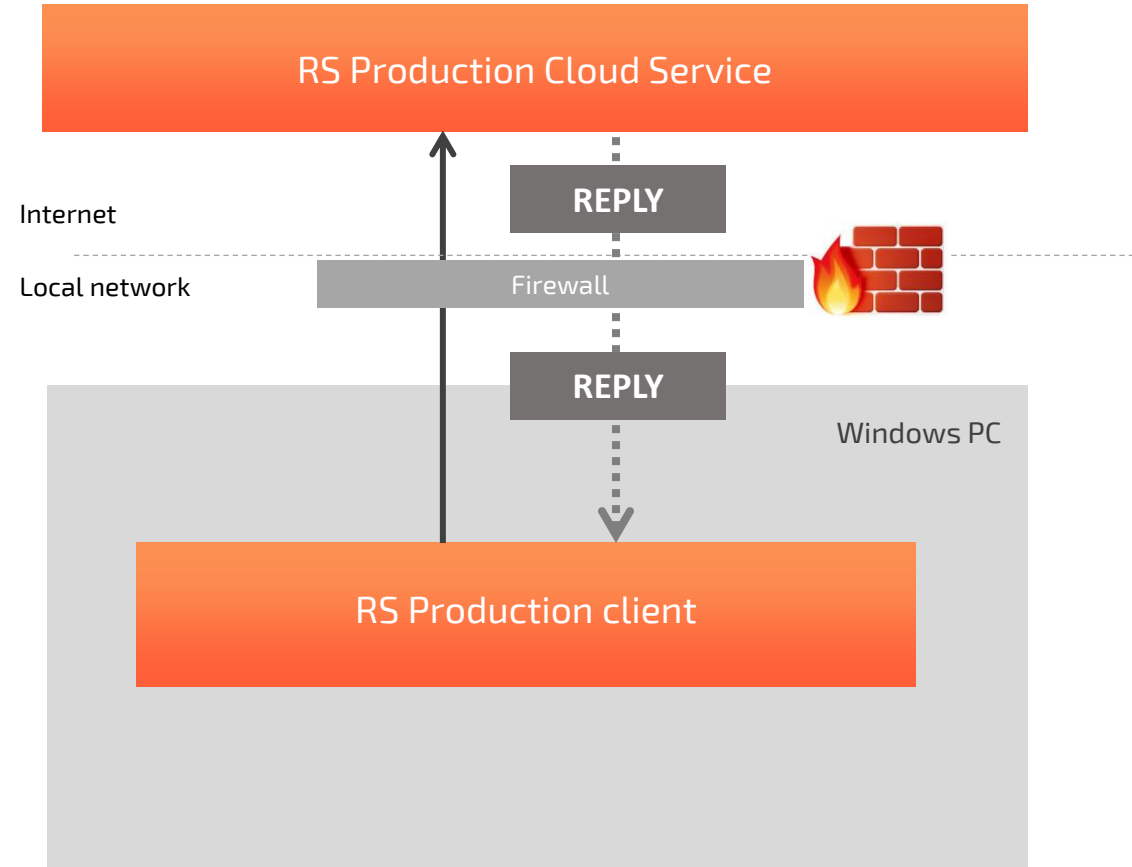 RS Production Cloud Service
REPLY
Internet
Local network
Firewall
REPLY
Windows PC
RS Production client